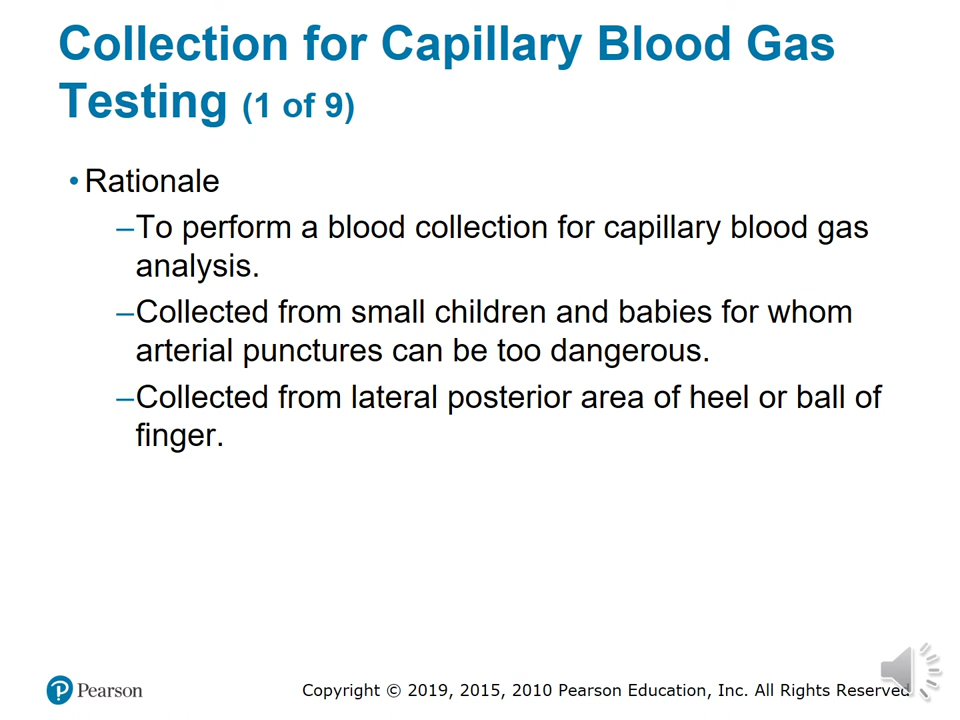 Collection for Capillary Blood Gas
Testing (1 of 9)
• Rationale
–To perform a blood collection for capillary blood gas
analysis.
–Collected from small children and babies for whom
arterial punctures can be too dangerous.
–Collected from lateral posterior area of heel or ball of
finger.
P Pearson
Copyright © 2019, 2015, 2010 Pearson Education, Inc. All Rights Reserved